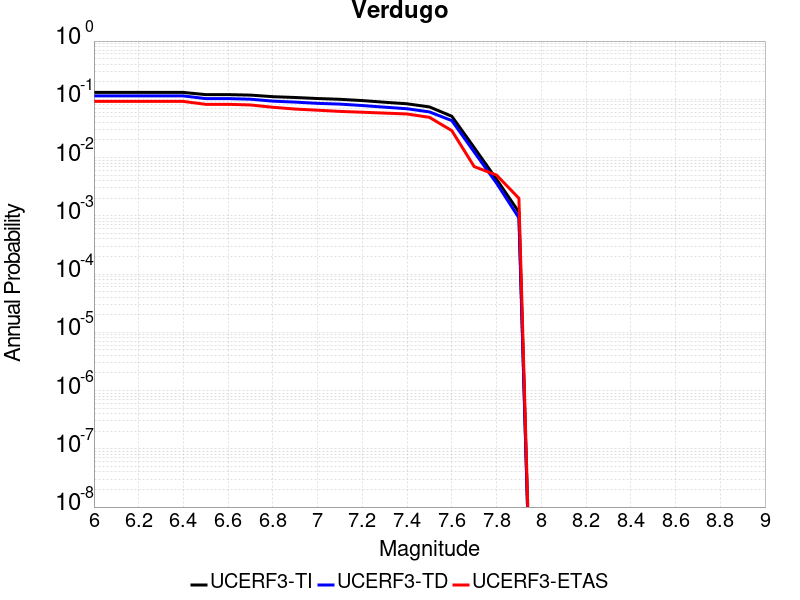 Verdugo
10^0
10^-1
10^-2
10^-3
10^-4
10^-5
10^-6
10^-7
10^-8
Annual Probability
6 6.2 6.4 6.6 6.8 7 7.2 7.4 7.6 7.8 8 8.2 8.4 8.6 8.8 9
Magnitude
UCERF3-TI UCERF3-TD UCERF3-ETAS